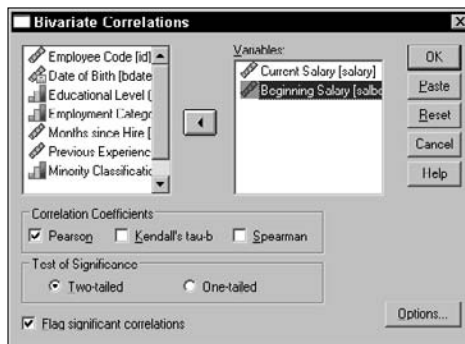 Bivariate Correlations
Employee Code [id]
Date of Birth [bdate
Educational Level (
Employment Catego
Months since Hire [
Previous Experienc
Minority Classificatio
Variables:
Current Salary [salary]
Beginning Salary [salbe
OK
Paste
Reset
Cancel
Help
Correlation Coefficients
Pearson Kendall's tau-b Spearman
Test of Significance
Two-tailed One-tailed
Flag significant correlations
Options...